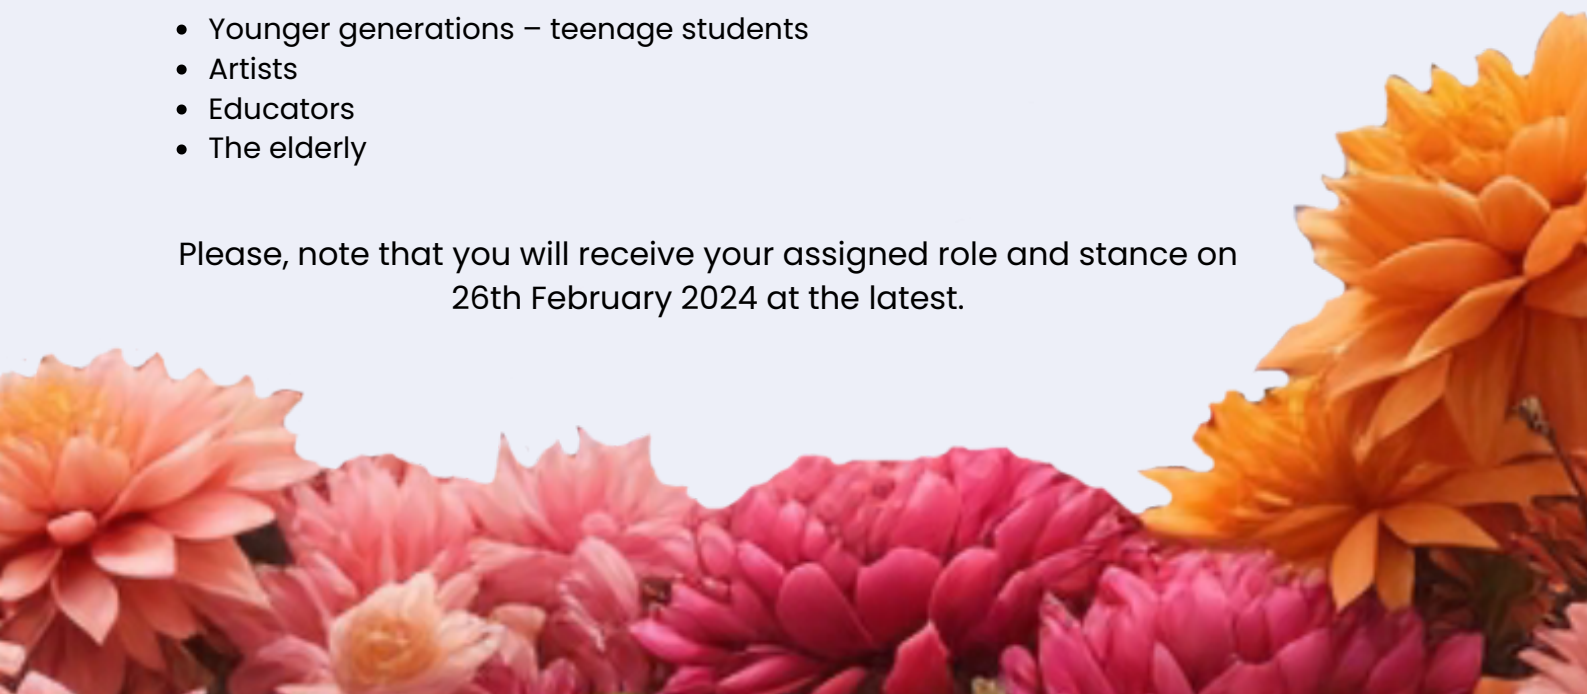 • Younger generations – teenage students
• Artists
• Educators
• The elderly
Please, note that you will receive your assigned role and stance on
26th February 2024 at the latest.